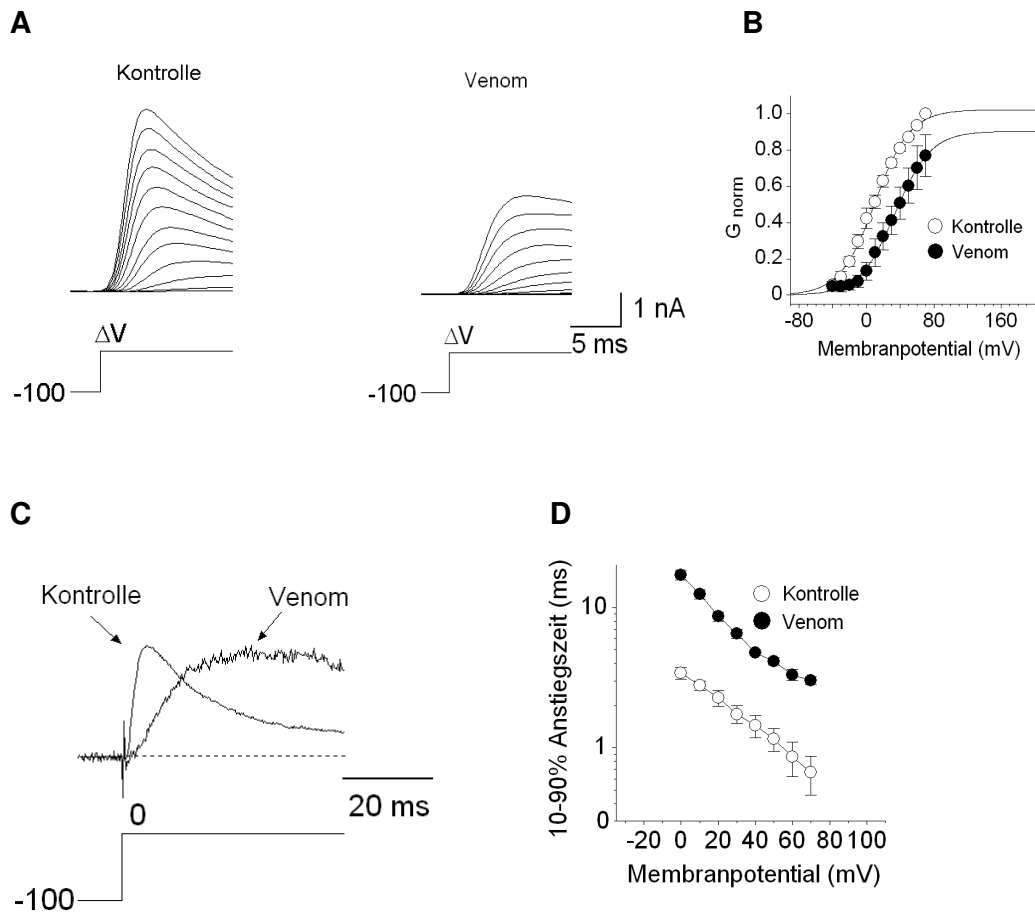 A
Kontrolle
ΔV
-100
Venom
ΔV
-100
1 nA
5 ms
B
G norm
1.0
0.8
0.6
0.4
0.2
0
Kontrolle
Venom
-80 0 80 160
Membranpotential (mV)
C
Kontrolle
Venom
20 ms
0
-100
D
10-90% Anstiegszeit (ms)
10
1
0
Kontrolle
Venom
-20 0 20 40 60 80 100
Membranpotential (mV)